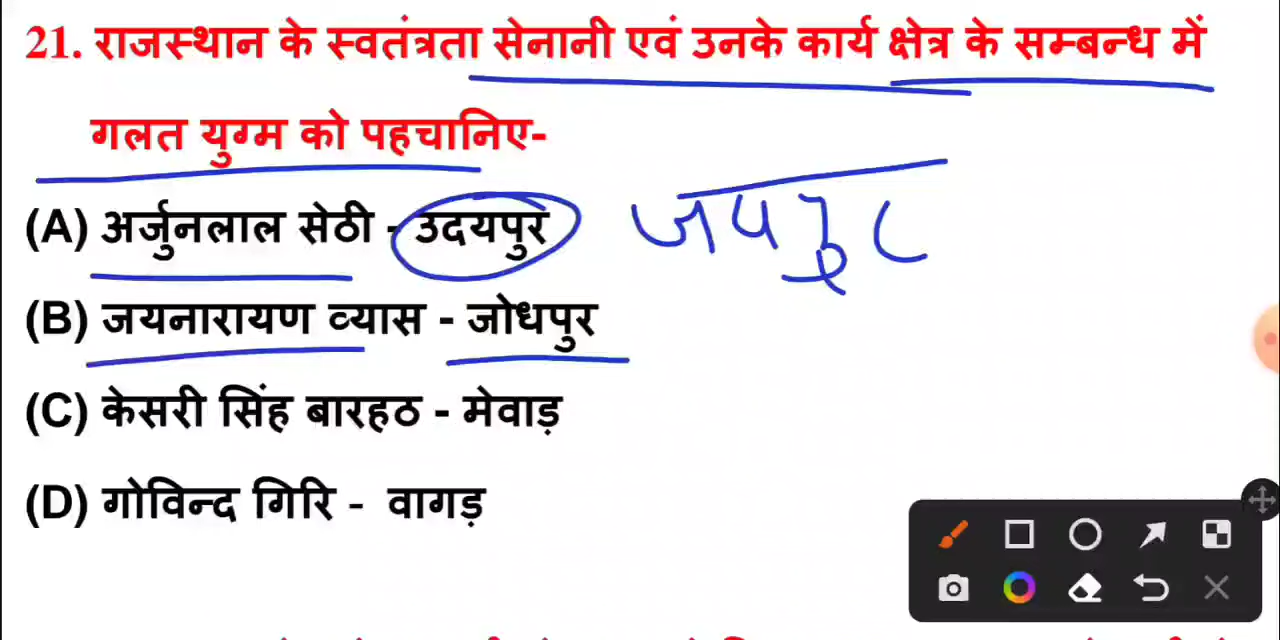 21. राजस्थान के स्वतंत्रता सेनानी एवं उनके कार्य क्षेत्र के सम्बन्ध में
गलत युग्म को पहचानिए-
(A) अर्जुनलाल सेठी - उदयपुर जयपुर
(B) जयनारायण व्यास - जोधपुर
(C) केसरी सिंह बारहठ - मेवाड़
(D) गोविन्द गिरि - वागड़